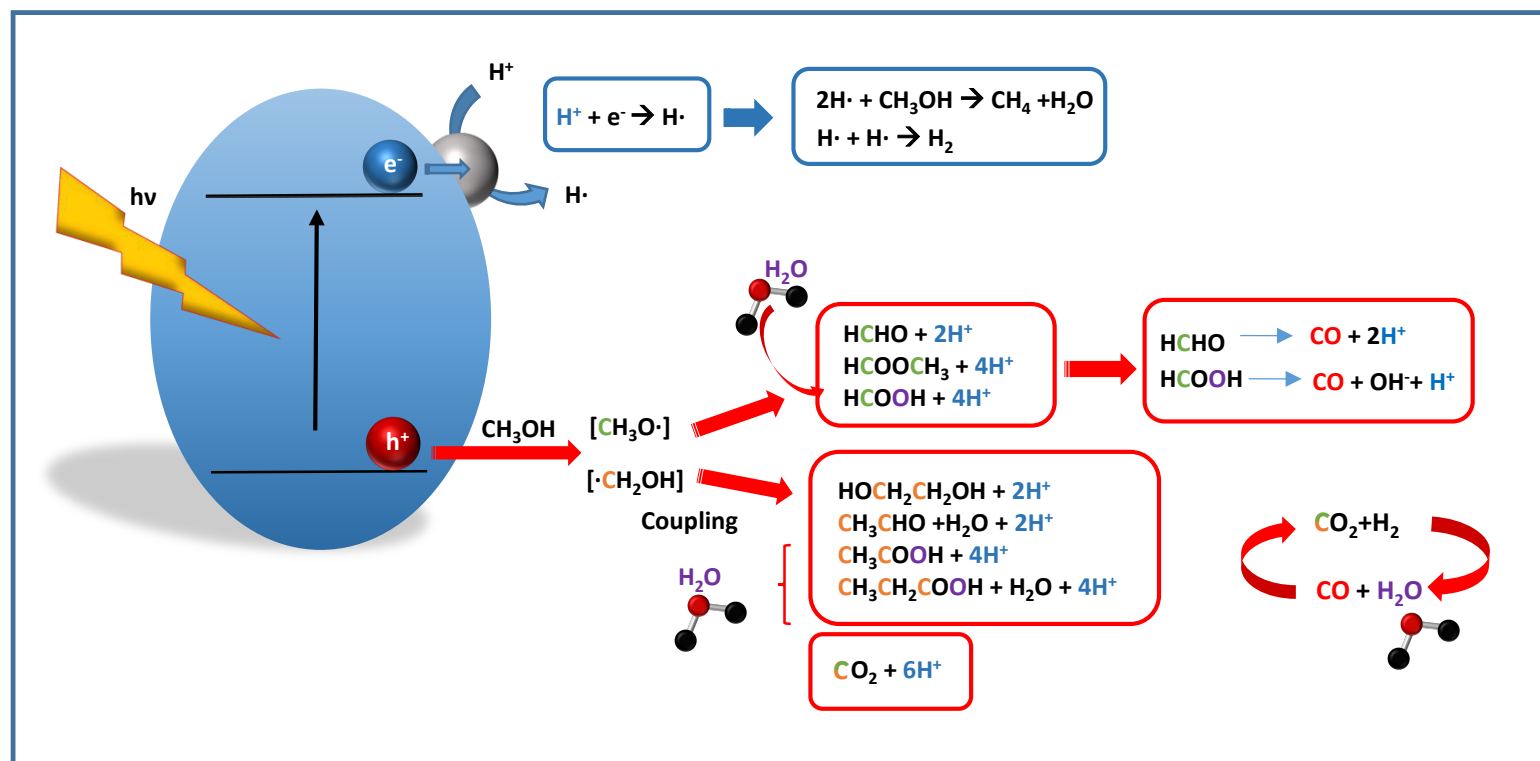 H⁺
H⁺ + e⁻ → H·
2H· + CH₃OH → CH₄ +H₂O
H· + H· → H₂
e⁻
H·
hν
H₂O
HCHO + 2H⁺
HCOOCH₃ + 4H⁺
HCOOH + 4H⁺
HCHO → CO + 2H⁺
HCOOH → CO + OH⁻+ H⁺
h⁺
CH₃OH
[CH₃O·]
[·CH₂OH]
Coupling
HOCH₂CH₂OH + 2H⁺
CH₃CHO +H₂O + 2H⁺
CH₃COOH + 4H⁺
CH₃CH₂COOH + H₂O + 4H⁺
H₂O
CO₂ + 6H⁺
CO₂+H₂
CO + H₂O